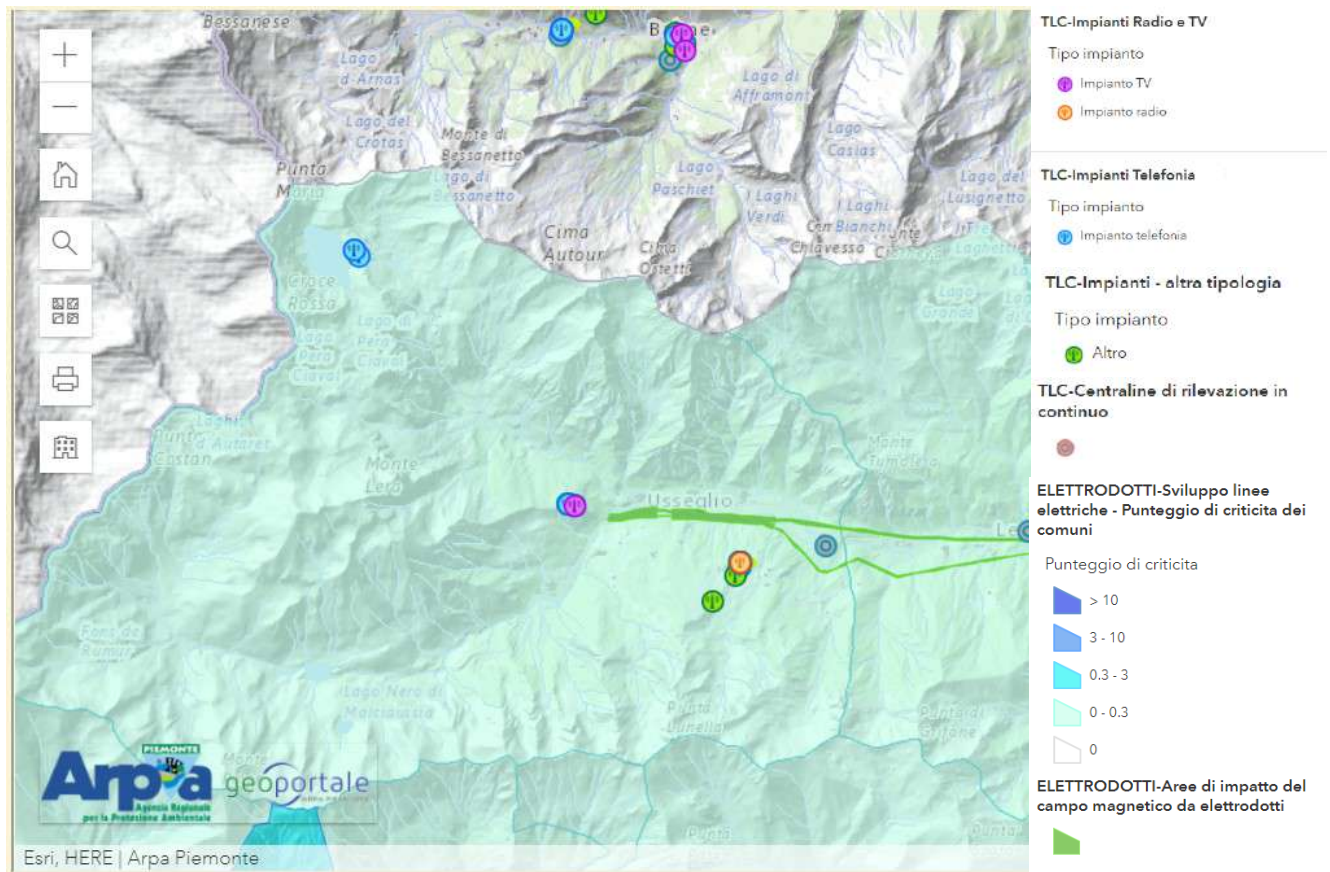 Bessanese
Lago
d'Arnas
Lago del
Crotas
Monte di
Bessanetto
Lago di
Bessanetto
Punta
Maria
Lago di
Afframont
Lago
Casias
Lago
Paschiet
I Laghi
Verdi
I Laghi
Bianchi
Lago del
Lusignetto
Cima
Autour
Cima
Ostetti
Chiavesso
Croce
Rossa
Lago
Pera
Ciaval
Lago di
Pera
Ciaval
Lago
Grande
Laghi
d'Autaret
Punta
Costan
Monte
Lera
Monte
Tumolera
Usseglio
Le
Fons de
Rumur
Lago Nero di
Malciaussia
Punta
Lunella
Punta di
Grifone
Monte
Punta
Punta
PIEMONTE
Arpa
Agenzia Regionale
per la Protezione Ambientale
geoportale
Esri, HERE | Arpa Piemonte
TLC-Impianti Radio e TV
Tipo impianto
Impianto TV
Impianto radio
TLC-Impianti Telefonia
Tipo impianto
Impianto telefonia
TLC-Impianti - altra tipologia
Tipo impianto
Altro
TLC-Centraline di rilevazione in
continuo
ELETTRODOTTI-Sviluppo linee
elettriche - Punteggio di criticita dei
comuni
Punteggio di criticita
> 10
3 - 10
0.3 - 3
0 - 0.3
0
ELETTRODOTTI-Aree di impatto del
campo magnetico da elettrodotti